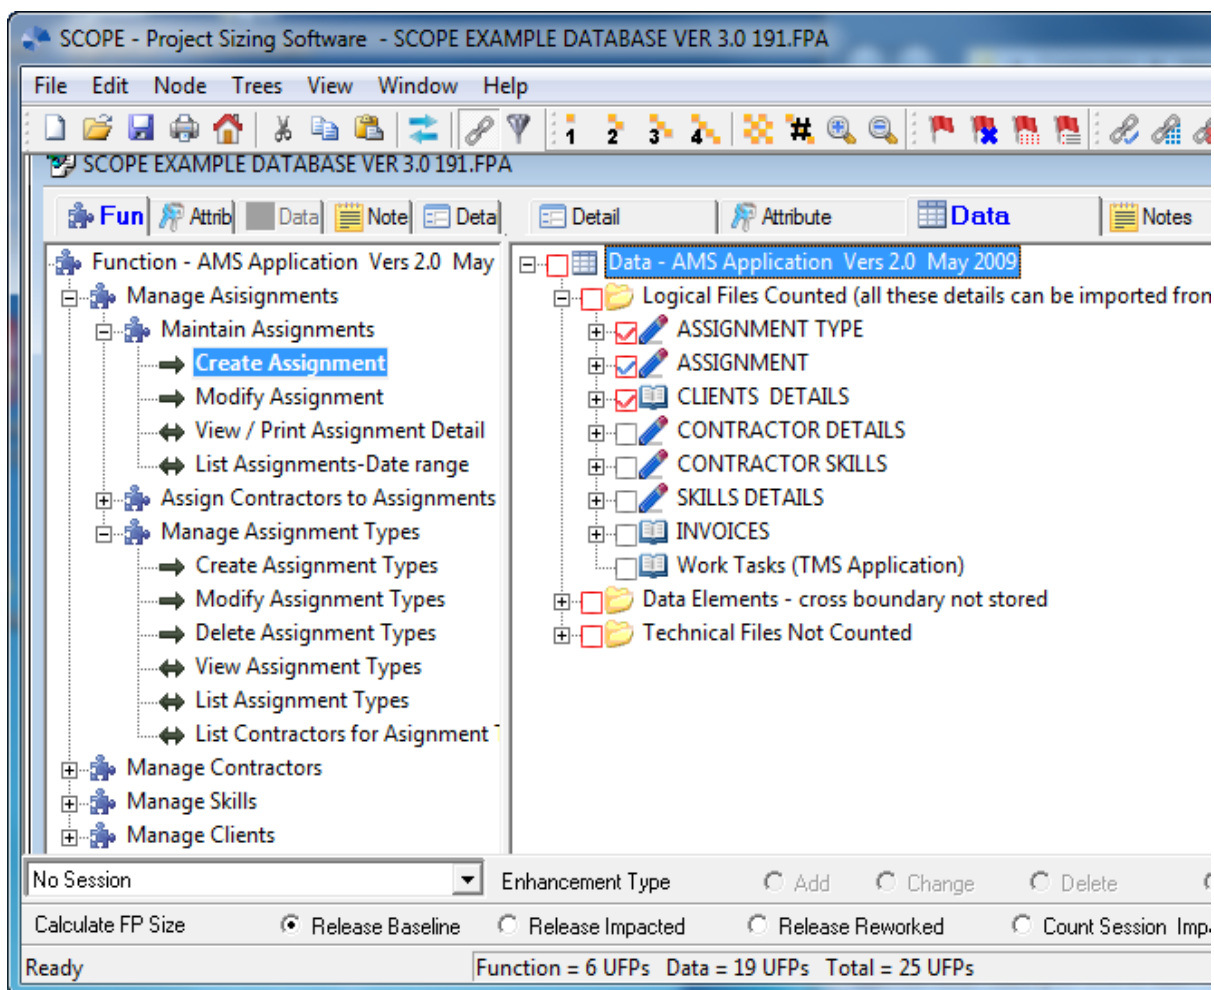 SCOPE - Project Sizing Software - SCOPE EXAMPLE DATABASE VER 3.0 191.FPA
File Edit Node Trees View Window Help
1 2 3 4 #
SCOPE EXAMPLE DATABASE VER 3.0 191.FPA
Fun Attrib Data Note Detai Detail Attribute Data Notes
Function - AMS Application Vers 2.0 May
Manage Asisignments
Maintain Assignments
Create Assignment
Modify Assignment
View / Print Assignment Detail
List Assignments-Date range
Assign Contractors to Assignments
Manage Assignment Types
Create Assignment Types
Modify Assignment Types
Delete Assignment Types
View Assignment Types
List Assignment Types
List Contractors for Asignment T
Manage Contractors
Manage Skills
Manage Clients
Data - AMS Application Vers 2.0 May 2009
Logical Files Counted (all these details can be imported from
ASSIGNMENT TYPE
ASSIGNMENT
CLIENTS DETAILS
CONTRACTOR DETAILS
CONTRACTOR SKILLS
SKILLS DETAILS
INVOICES
Work Tasks (TMS Application)
Data Elements - cross boundary not stored
Technical Files Not Counted
No Session Enhancement Type Add Change Delete
Calculate FP Size Release Baseline Release Impacted Release Reworked Count Session Impa
Ready Function = 6 UFPs Data = 19 UFPs Total = 25 UFPs